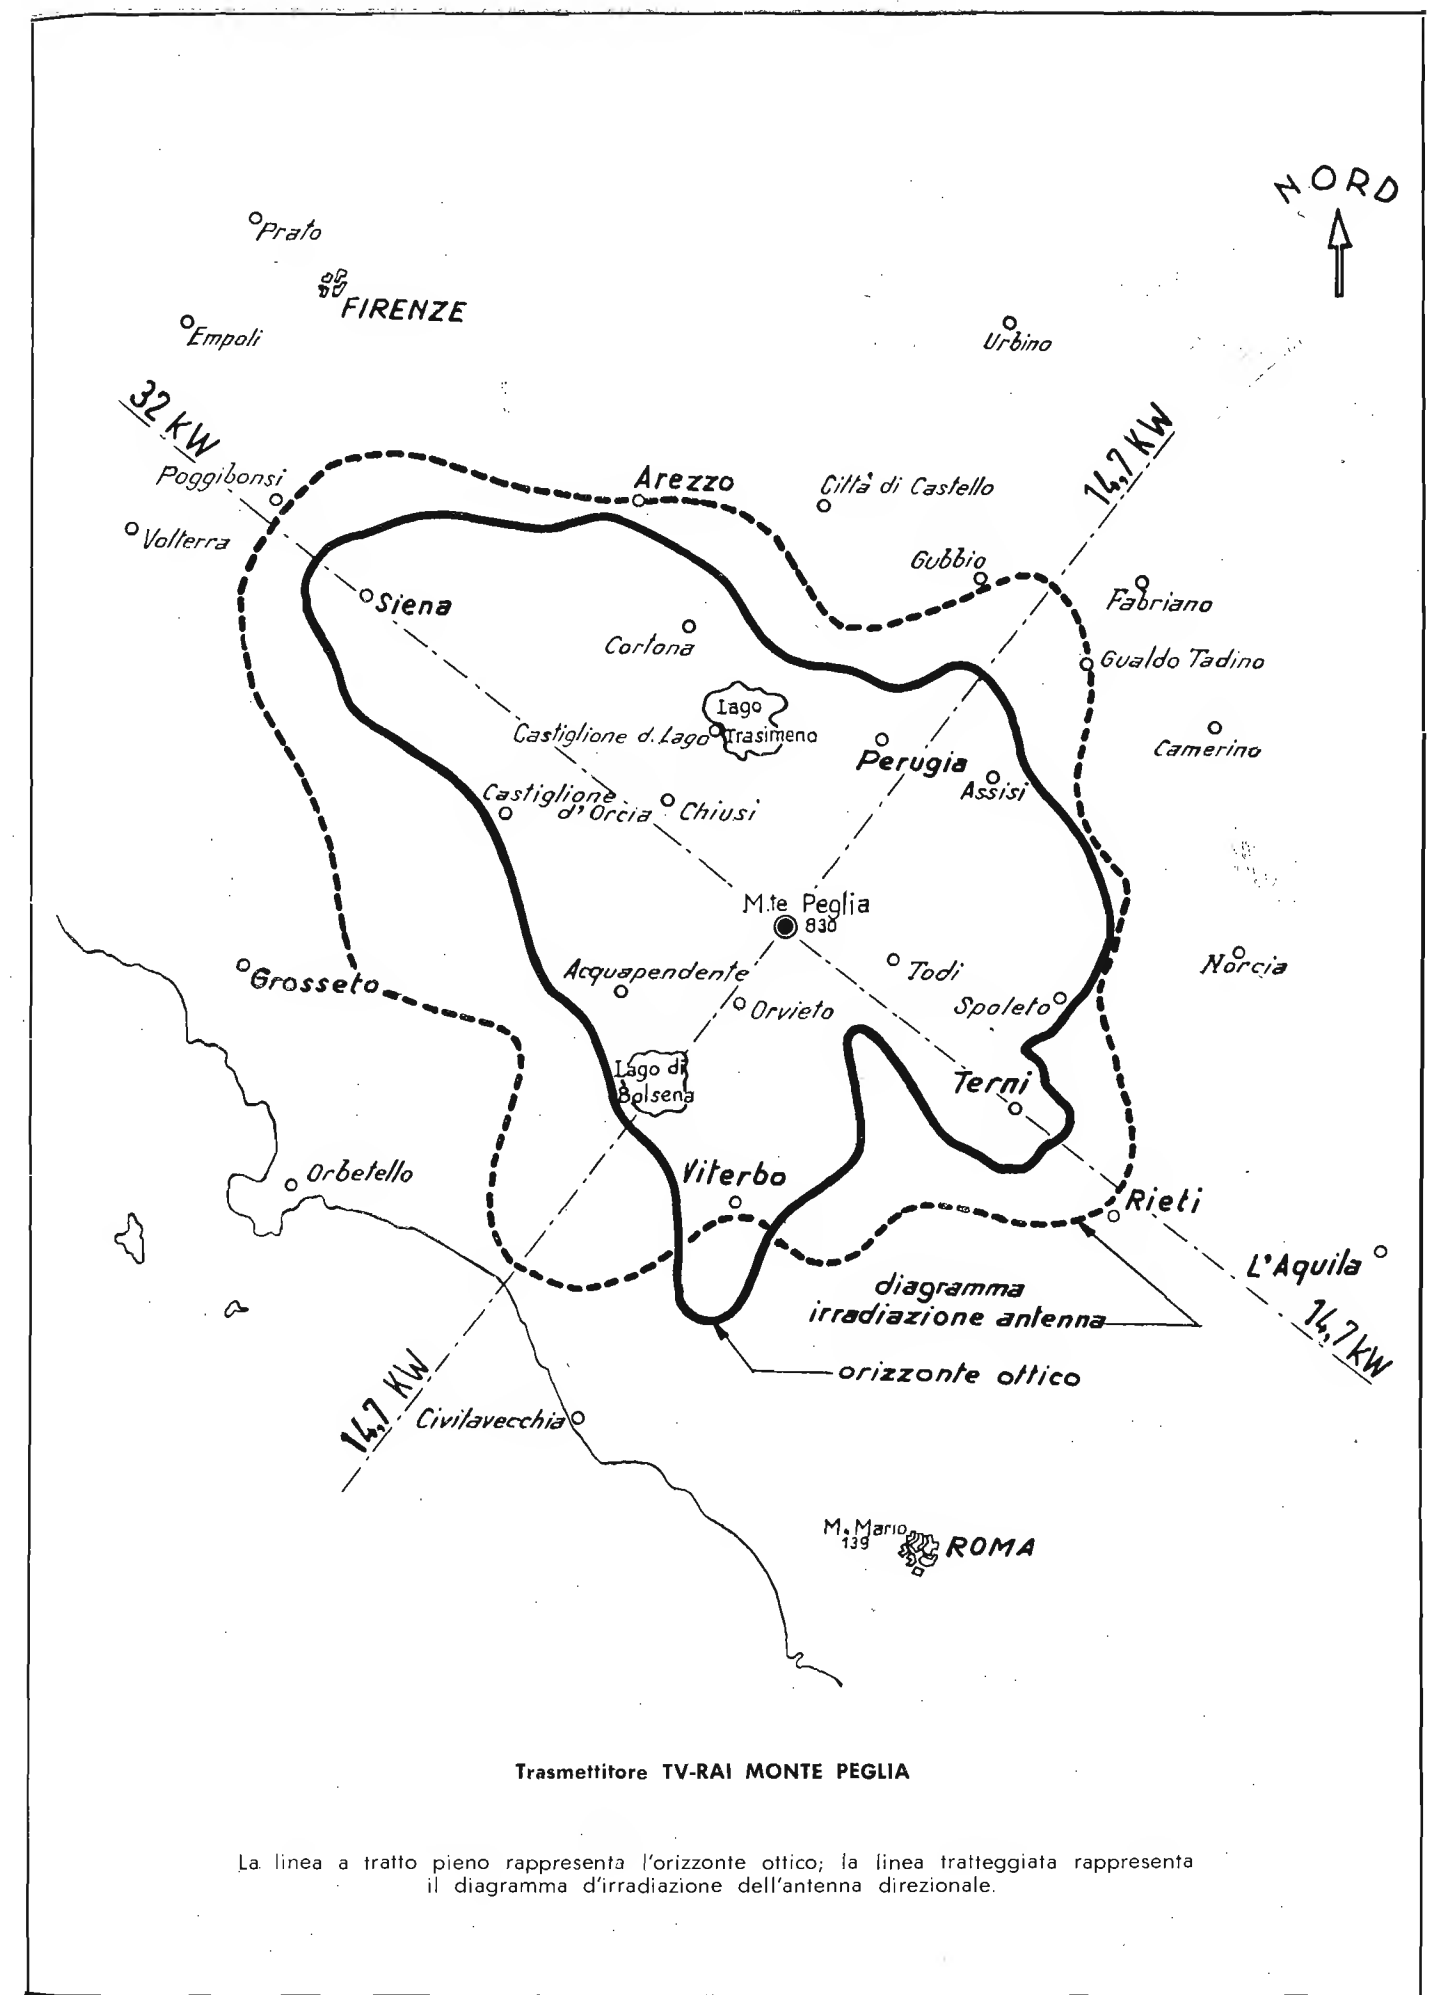 NORD
Prato
FIRENZE
Empoli
Urbino
32 KW
14,7 KW
Poggibonsi
Arezzo
Città di Castello
Volterra
Gubbio
Siena
Fabriano
Cortona
Gualdo Tadino
Lago
Trasimeno
Castiglione d. Lago
Camerino
Perugia
Assisi
Castiglione
d'Orcia
Chiusi
M.te Peglia
830
Acquapendente
Todi
Norcia
Grosseto
Orvieto
Spoleto
Lago di
Bolsena
Terni
Orbetello
Viterbo
Rieti
L'Aquila
diagramma
irradiazione antenna
14,7 KW
orizzonte ottico
14,7 KW
Civitavecchia
M. Mario
139
ROMA
Trasmettitore TV-RAI MONTE PEGLIA
La linea a tratto pieno rappresenta l'orizzonte ottico; la linea tratteggiata rappresenta
il diagramma d'irradiazione dell'antenna direzionale.